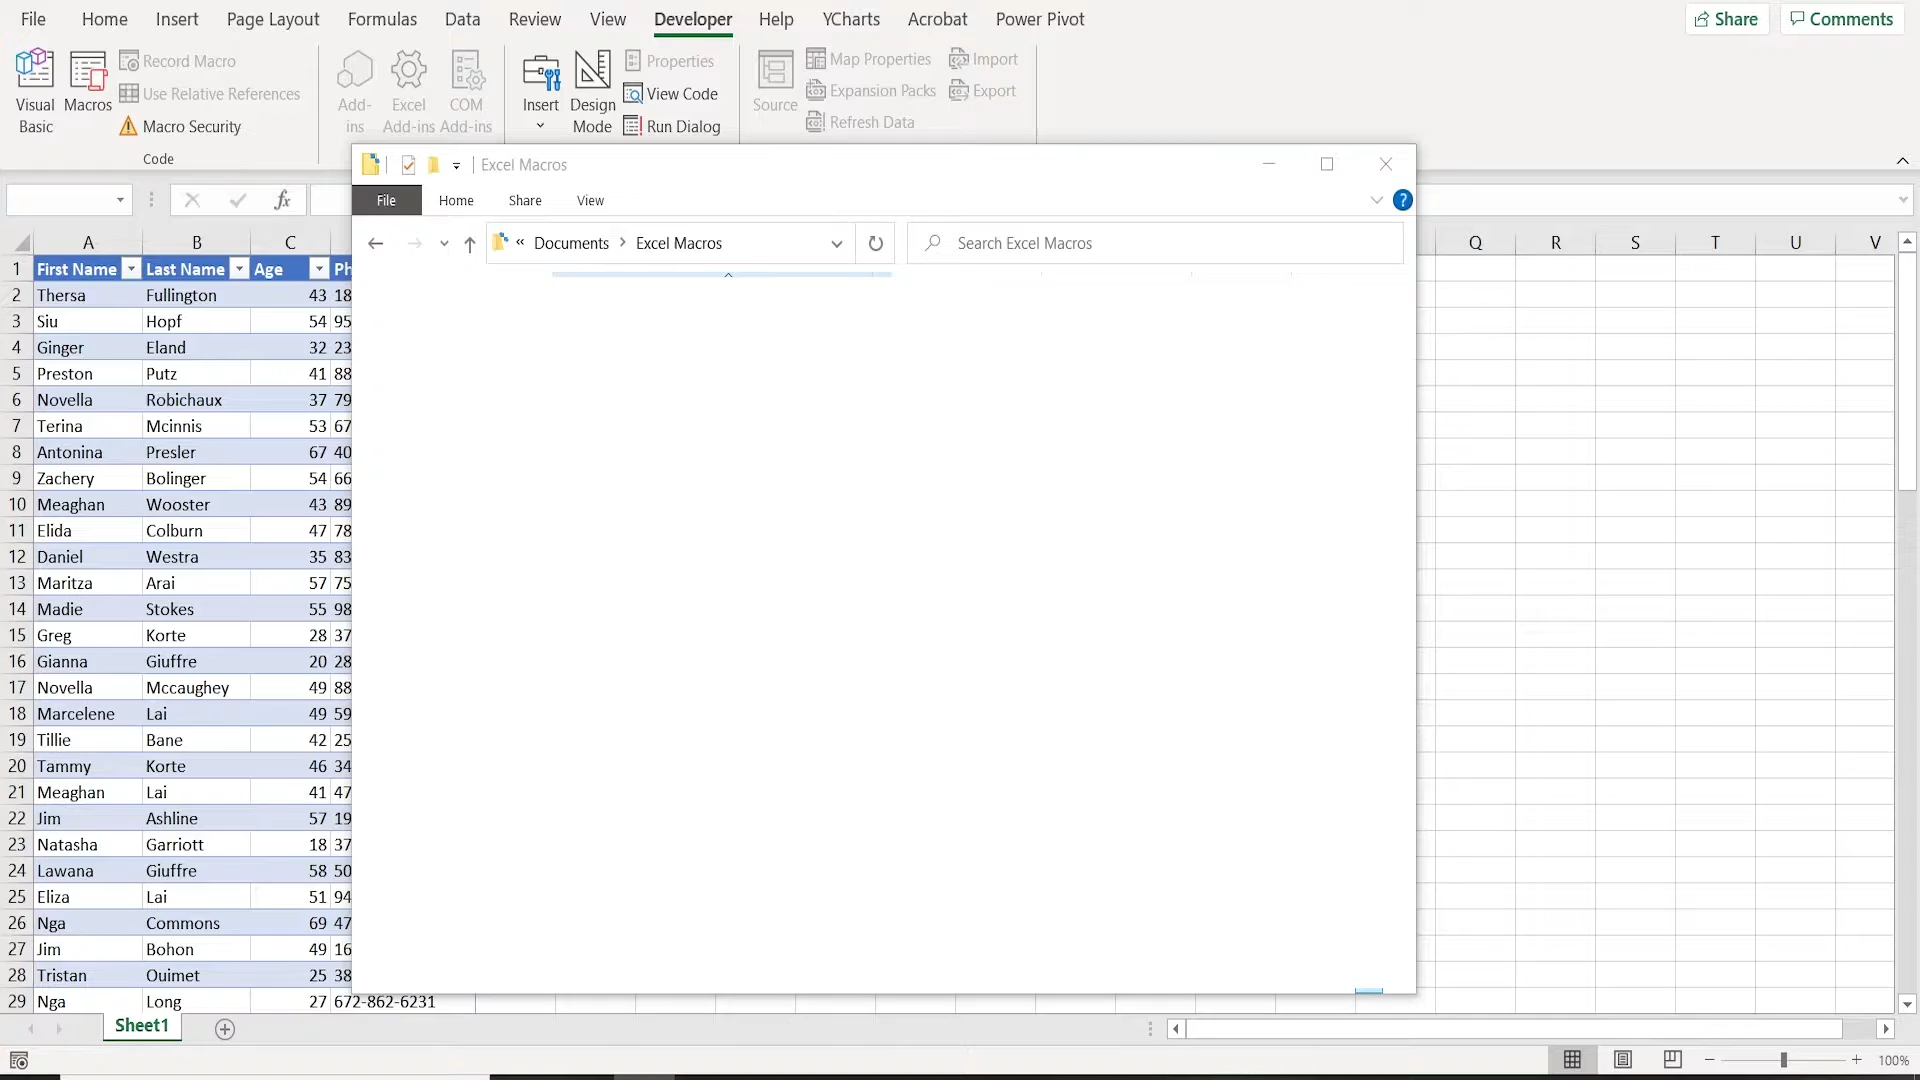 File Home Insert Page Layout Formulas Data Review View Developer Help YCharts Acrobat Power Pivot Share Comments
Visual Basic
Macros
Record Macro
Use Relative References
Macro Security
Code
Add-ins
Excel Add-ins
COM Add-ins
Insert
Design Mode
Properties
View Code
Run Dialog
Source
Map Properties
Expansion Packs
Refresh Data
Import
Export
Excel Macros
File Home Share View ?
« Documents > Excel Macros
Search Excel Macros
fx
A B C Q R S T U V
1 First Name Last Name Age Ph
2 Thersa Fullington 43 18
3 Siu Hopf 54 95
4 Ginger Eland 32 23
5 Preston Putz 41 88
6 Novella Robichaux 37 79
7 Terina Mcinnis 53 67
8 Antonina Presler 67 40
9 Zachery Bolinger 54 66
10 Meaghan Wooster 43 89
11 Elida Colburn 47 78
12 Daniel Westra 35 83
13 Maritza Arai 57 75
14 Madie Stokes 55 98
15 Greg Korte 28 37
16 Gianna Giuffre 20 28
17 Novella Mccaughey 49 88
18 Marcelene Lai 49 59
19 Tillie Bane 42 25
20 Tammy Korte 46 34
21 Meaghan Lai 41 47
22 Jim Ashline 57 19
23 Natasha Garriott 18 37
24 Lawana Giuffre 58 50
25 Eliza Lai 51 94
26 Nga Commons 69 47
27 Jim Bohon 49 16
28 Tristan Ouimet 25 38
29 Nga Long 27 672-862-6231
Sheet1
100%